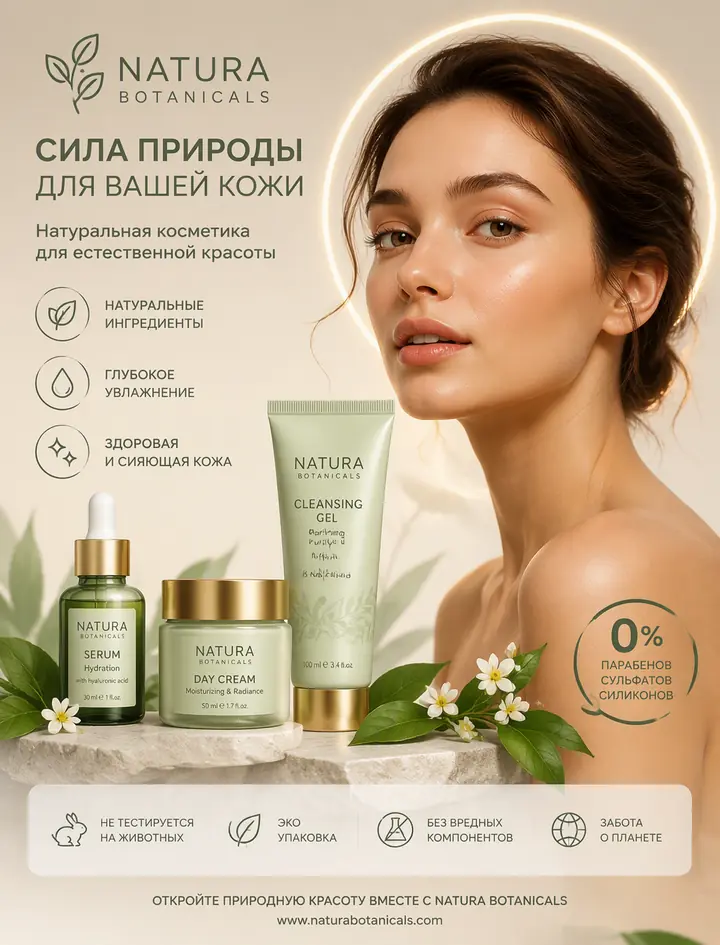 NATURA
BOTANICALS
СИЛА ПРИРОДЫ
ДЛЯ ВАШЕЙ КОЖИ
Натуральная косметика
для естественной красоты
НАТУРАЛЬНЫЕ
ИНГРЕДИЕНТЫ
ГЛУБОКОЕ
УВЛАЖНЕНИЕ
ЗДОРОВАЯ
И СИЯЮЩАЯ КОЖА
NATURA
BOTANICALS
CLEANSING
GEL
100 ml ℮ 3.4 fl.oz.
NATURA
BOTANICALS
SERUM
Hydration
with hyaluronic acid
30 ml ℮ 1 fl.oz.
NATURA
BOTANICALS
DAY CREAM
Moisturizing & Radiance
50 ml ℮ 1.7 fl.oz.
0%
ПАРАБЕНОВ
СУЛЬФАТОВ
СИЛИКОНОВ
НЕ ТЕСТИРУЕТСЯ
НА ЖИВОТНЫХ
ЭКО
УПАКОВКА
БЕЗ ВРЕДНЫХ
КОМПОНЕНТОВ
ЗАБОТА
О ПЛАНЕТЕ
ОТКРОЙТЕ ПРИРОДНУЮ КРАСОТУ ВМЕСТЕ С NATURA BOTANICALS
www.naturabotanicals.com